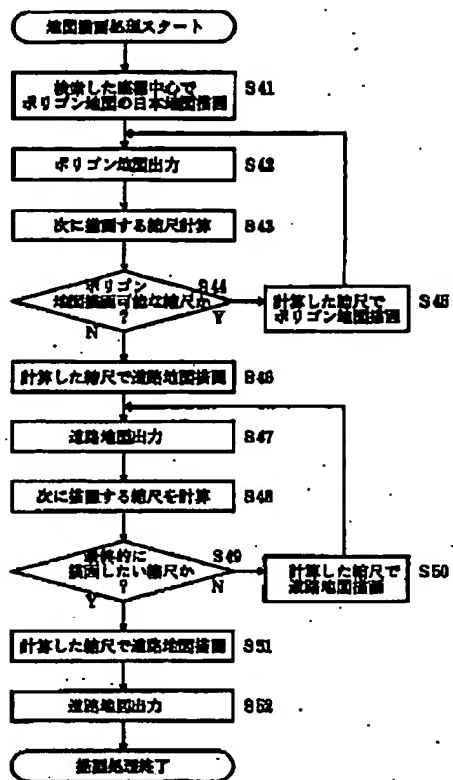 地図描画処理スタート
検索した座標中心で
ポリゴン地図の日本地図描画
S41
ポリゴン地図出力
S42
次に描画する縮尺計算
S43
ポリゴン
地図描画可能な縮尺か
?
S44
N
Y
計算した縮尺で
ポリゴン地図描画
S45
計算した縮尺で道路地図描画
S46
道路地図出力
S47
次に描画する縮尺を計算
S48
最終的に
描画したい縮尺か
?
S49
Y
N
計算した縮尺で
道路地図描画
S50
計算した縮尺で道路地図描画
S51
道路地図出力
S52
描画処理終了